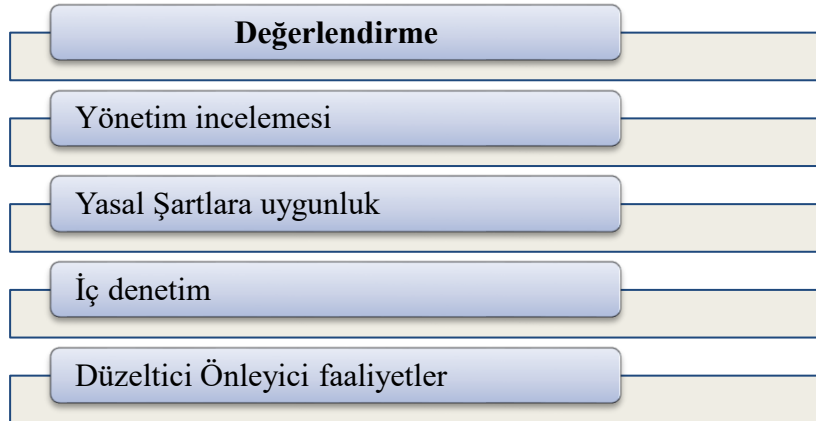 Değerlendirme
Yönetim incelemesi
Yasal Şartlara uygunluk
İç denetim
Düzeltici Önleyici faaliyetler